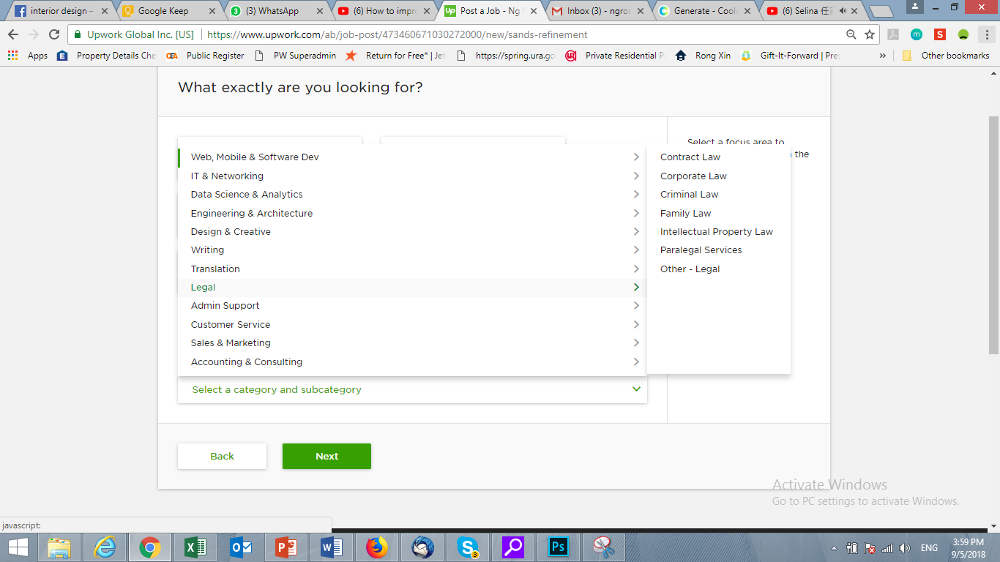 interior design –
Google Keep
(3) WhatsApp
(6) How to impro
Post a Job - Ng
Inbox (3) - ngron
Generate - Cool
(6) Selina 任
Upwork Global Inc. [US]
https://www.upwork.com/ab/job-post/473460671030272000/new/sands-refinement
Apps
Property Details Che
CEA
Public Register
PW Superadmin
Return for Free* | Jet
https://spring.ura.go
Private Residential P
Rong Xin
Gift-It-Forward | Pres
»
Other bookmarks
What exactly are you looking for?
Select a focus area to
the
Web, Mobile & Software Dev
IT & Networking
Data Science & Analytics
Engineering & Architecture
Design & Creative
Writing
Translation
Legal
Admin Support
Customer Service
Sales & Marketing
Accounting & Consulting
Contract Law
Corporate Law
Criminal Law
Family Law
Intellectual Property Law
Paralegal Services
Other - Legal
Select a category and subcategory
Back
Next
Activate Windows
Go to PC settings to activate Windows.
javascript:
ENG
3:59 PM
9/5/2018